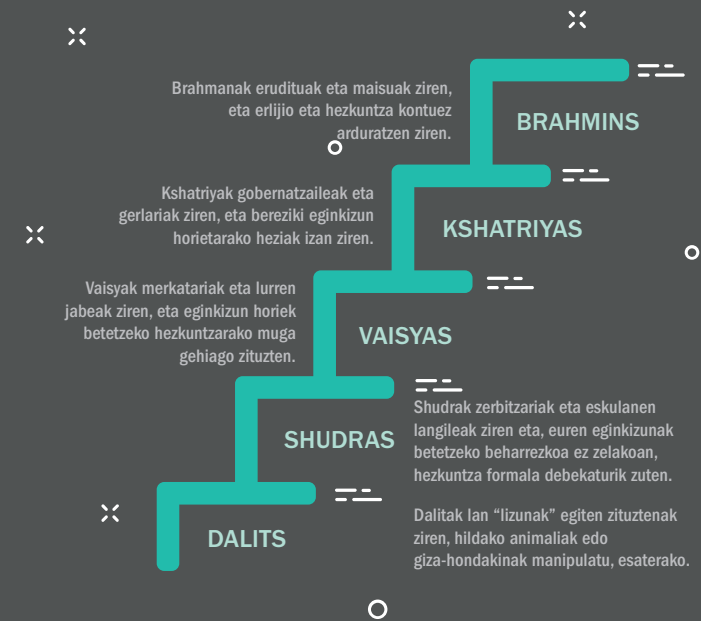 Brahmanak erudituak eta maisuak ziren,
eta erlijio eta hezkuntza kontuez
arduratzen ziren.
BRAHMINS
Kshatriyak gobernatzaileak eta
gerlariak ziren, eta bereziki eginkizun
horietarako heziak izan ziren.
KSHATRIYAS
Vaisyak merkatariak eta lurren
jabeak ziren, eta eginkizun horiek
betetzeko hezkuntzarako muga
gehiago zituzten.
VAISYAS
Shudrak zerbitzariak eta eskulanen
langileak ziren eta, euren eginkizunak
betetzeko beharrezkoa ez zelakoan,
hezkuntza formala debekaturik zuten.
SHUDRAS
Dalitak lan “lizunak” egiten zituztenak
ziren, hildako animaliak edo
giza-hondakinak manipulatu, esaterako.
DALITS